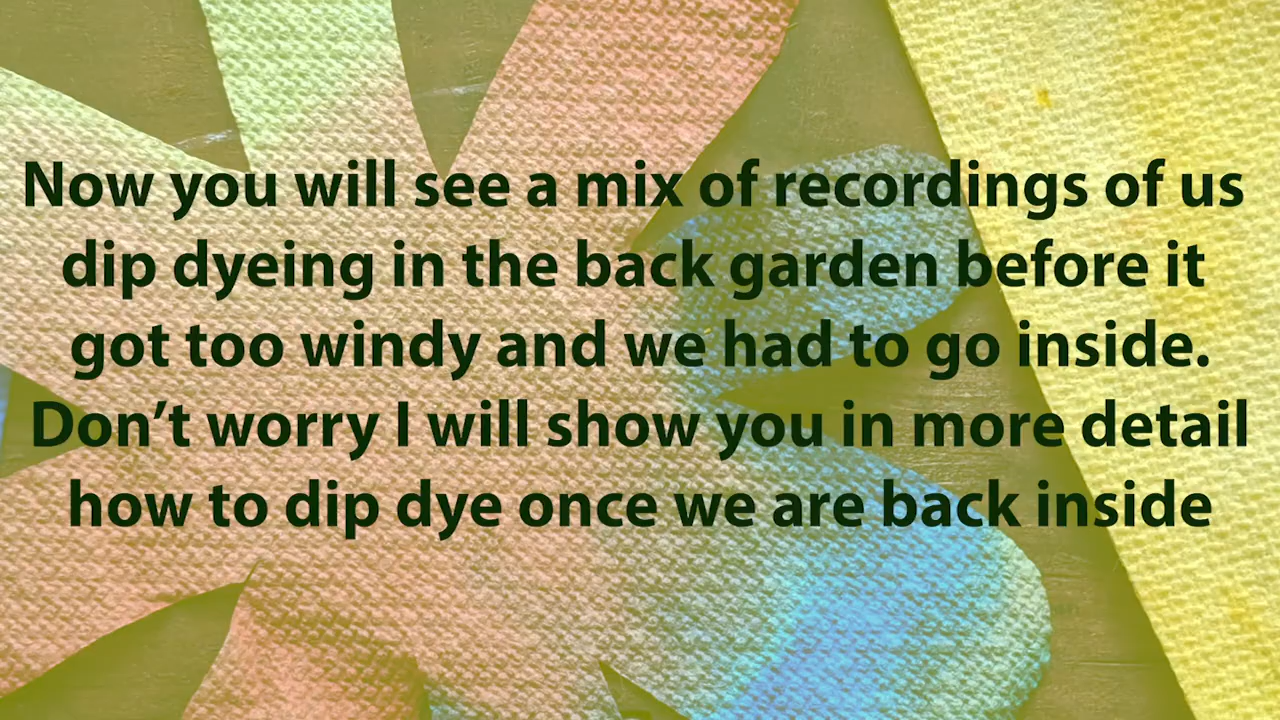 Now you will see a mix of recordings of us
dip dyeing in the back garden before it
got too windy and we had to go inside.
Don’t worry I will show you in more detail
how to dip dye once we are back inside